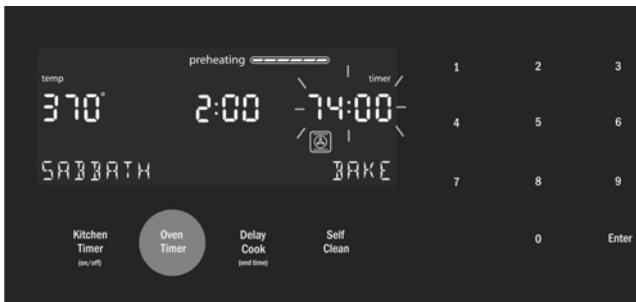 preheating
temp timer
370° 2:00 74:00
SABBATH BAKE
1 2 3
4 5 6
7 8 9
0 Enter
Kitchen Timer (on/off)
Oven Timer
Delay Cook (end time)
Self Clean